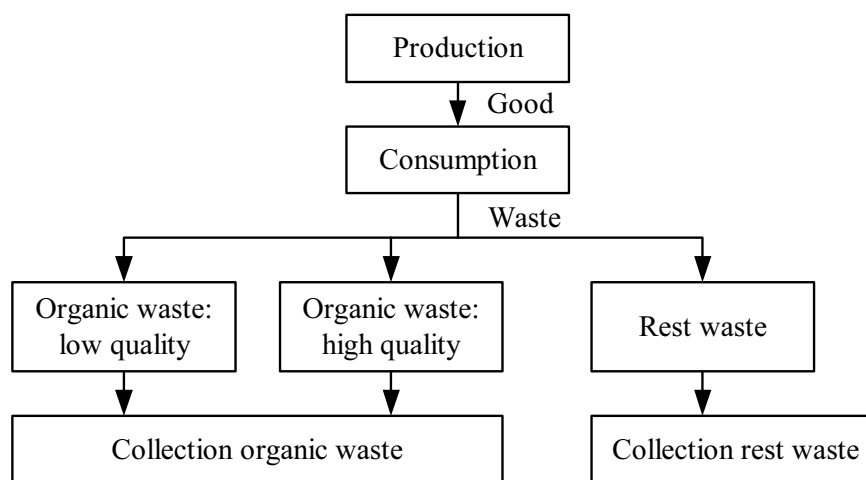 Production
Good
Consumption
Waste
Organic waste:
low quality
Organic waste:
high quality
Rest waste
Collection organic waste
Collection rest waste